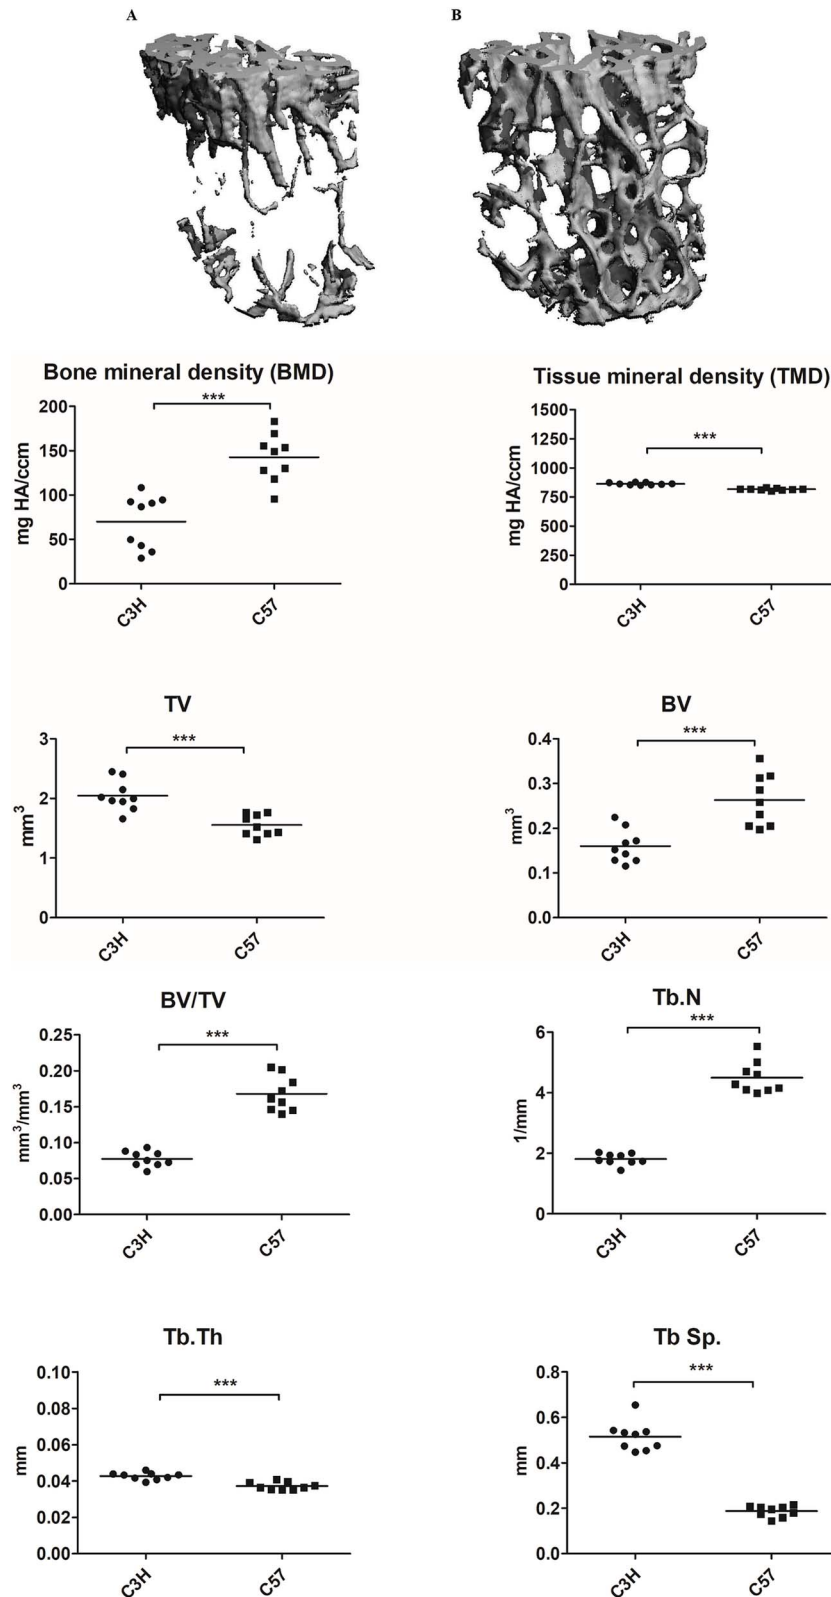 A B
Bone mineral density (BMD)
***
200
150
100
50
0
mg HA/ccm
C3H C57
Tissue mineral density (TMD)
***
1500
1250
1000
750
500
250
0
mg HA/ccm
C3H C57
TV
***
3
2
1
0
mm³
C3H C57
BV
***
0.4
0.3
0.2
0.1
0.0
mm³
C3H C57
BV/TV
***
0.25
0.20
0.15
0.10
0.05
0.00
mm³/mm³
C3H C57
Tb.N
***
6
4
2
0
1/mm
C3H C57
Tb.Th
***
0.10
0.08
0.06
0.04
0.02
0.00
mm
C3H C57
Tb Sp.
***
0.8
0.6
0.4
0.2
0.0
mm
C3H C57